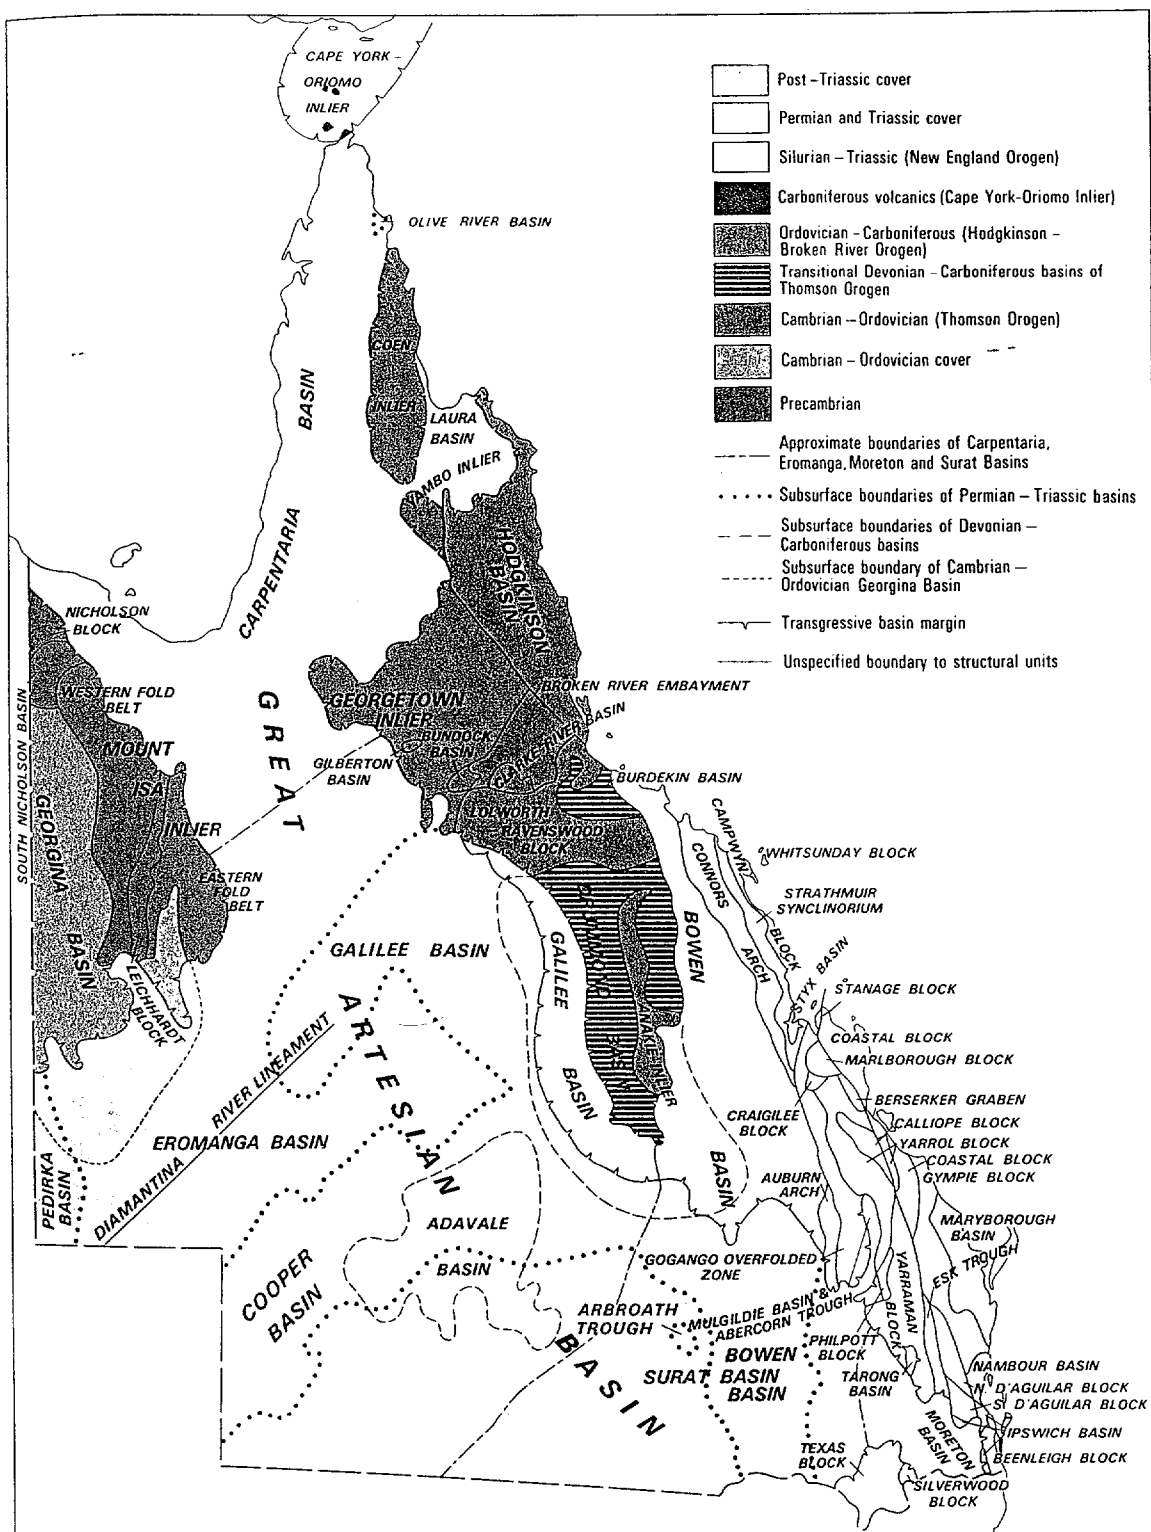 CAPE YORK –
ORIOMO
INLIER
OLIVE RIVER BASIN
COEN
INLIER
LAURA
BASIN
YAMBO INLIER
HODGKINSON
BASIN
CARPENTARIA BASIN
NICHOLSON
BLOCK
WESTERN FOLD
BELT
SOUTH NICHOLSON BASIN
MOUNT
ISA
INLIER
GEORGINA
BASIN
EASTERN
FOLD
BELT
LEICHHARDT
BLOCK
GREAT
ARTESIAN
BASIN
GEORGETOWN
INLIER
BUNDOCK
BASIN
GILBERTON
BASIN
BROKEN RIVER EMBAYMENT
CLARKE RIVER BASIN
BURDEKIN BASIN
LOLWORTH
RAVENSWOOD
BLOCK
CAMPWYN
BLOCK
WHITSUNDAY BLOCK
CONNORS
ARCH
STRATHMUIR
SYNCLINORIUM
DRUMMOND
BASIN
ANAKIE INLIER
BOWEN
BASIN
GALILEE BASIN
GALILEE
BASIN
STYX BASIN
STANAGE BLOCK
COASTAL BLOCK
MARLBOROUGH BLOCK
BERSERKER GRABEN
CRAIGILEE
BLOCK
CALLIOPE BLOCK
YARROL BLOCK
COASTAL BLOCK
GYMPIE BLOCK
AUBURN
ARCH
DIAMANTINA RIVER LINEAMENT
EROMANGA BASIN
PEDIRKA
BASIN
ADAVALE
BASIN
COOPER
BASIN
GOGANGO OVERFOLDED
ZONE
MARYBOROUGH
BASIN
ESK TROUGH
YARRAMAN
BLOCK
ARBROATH
TROUGH
MULGILDIE BASIN &
ABERCORN TROUGH
PHILPOTT
BLOCK
BOWEN
SURAT BASIN
BASIN
TARONG
BASIN
NAMBOUR BASIN
N. D'AGUILAR BLOCK
S. D'AGUILAR BLOCK
IPSWICH BASIN
BEENLEIGH BLOCK
MORETON
BASIN
TEXAS
BLOCK
SILVERWOOD
BLOCK
Post – Triassic cover
Permian and Triassic cover
Silurian – Triassic (New England Orogen)
Carboniferous volcanics (Cape York-Oriomo Inlier)
Ordovician – Carboniferous (Hodgkinson –
Broken River Orogen)
Transitional Devonian – Carboniferous basins of
Thomson Orogen
Cambrian – Ordovician (Thomson Orogen)
Cambrian – Ordovician cover
Precambrian
Approximate boundaries of Carpentaria,
Eromanga, Moreton and Surat Basins
Subsurface boundaries of Permian – Triassic basins
Subsurface boundaries of Devonian –
Carboniferous basins
Subsurface boundary of Cambrian –
Ordovician Georgina Basin
Transgressive basin margin
Unspecified boundary to structural units